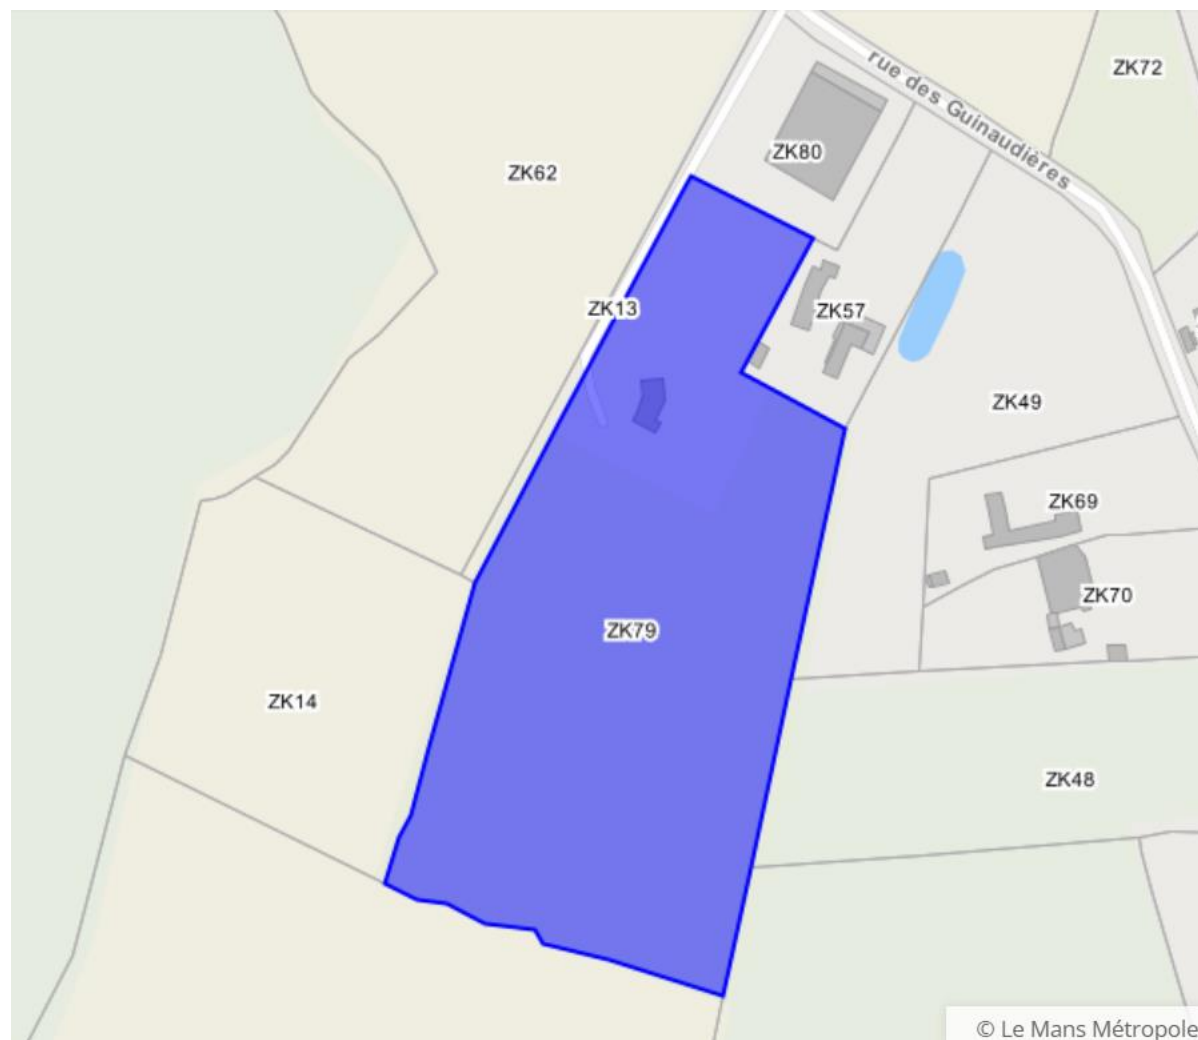 ZK72
rue des Guinaudières
ZK80
ZK62
ZK13
ZK57
ZK49
ZK69
ZK70
ZK79
ZK14
ZK48
© Le Mans Métropole